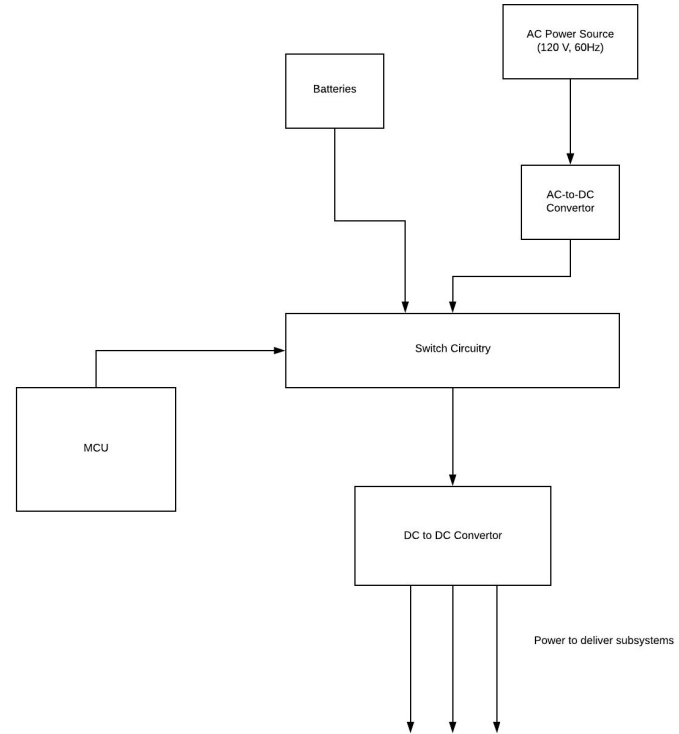 AC Power Source
(120 V, 60Hz)
Batteries
AC-to-DC
Convertor
Switch Circuitry
MCU
DC to DC Convertor
Power to deliver subsystems